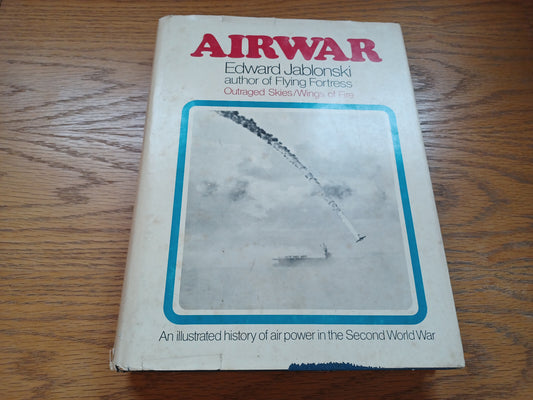 AIRWAR
Edward Jablonski
author of Flying Fortress
Outraged Skies/Wings of Fire
An illustrated history of air power in the Second World War